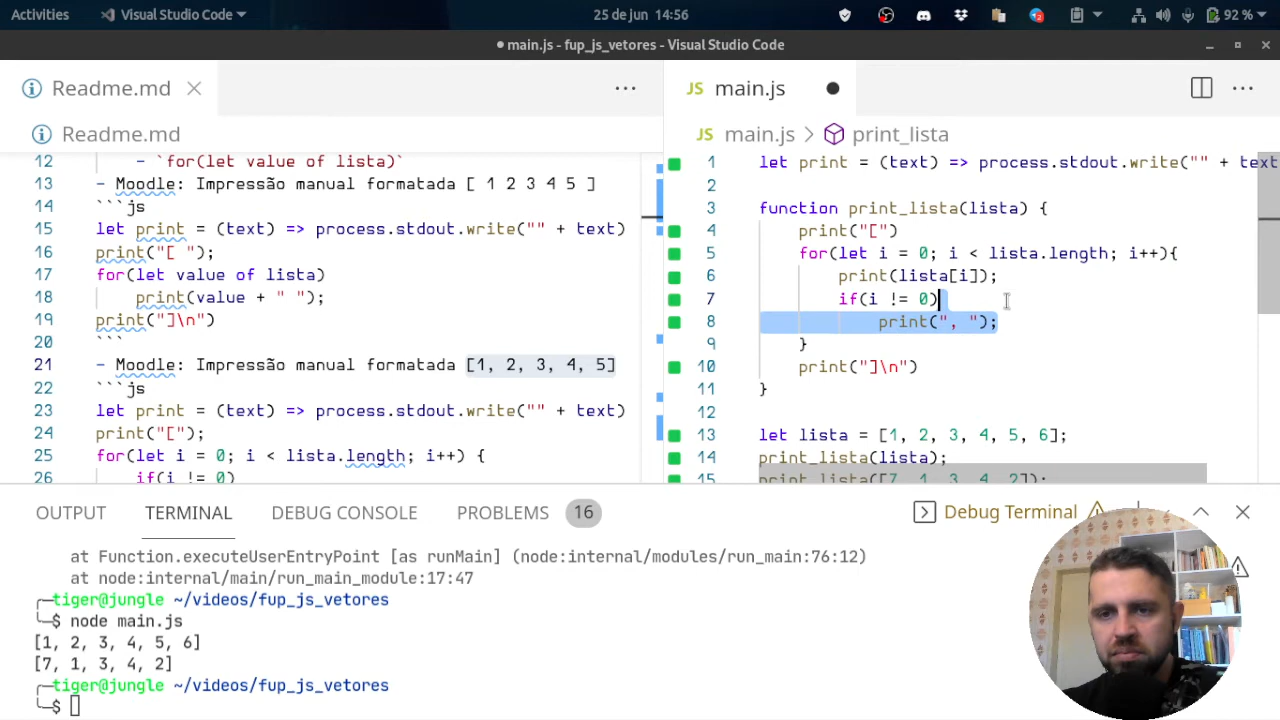 Activities
Visual Studio Code
25 de jun 14:56
92 %
● main.js - fup_js_vetores - Visual Studio Code
Readme.md
JS main.js
Readme.md
JS main.js > print_lista
12 - `for(let value of lista)`
13 - Moodle: Impressão manual formatada [ 1 2 3 4 5 ]
14 ```js
15 let print = (text) => process.stdout.write("" + text)
16 print("[ ");
17 for(let value of lista)
18 print(value + " ");
19 print("]\n")
20 ```
21 - Moodle: Impressão manual formatada [1, 2, 3, 4, 5]
22 ```js
23 let print = (text) => process.stdout.write("" + text)
24 print("[");
25 for(let i = 0; i < lista.length; i++) {
26 if(i != 0)
1 let print = (text) => process.stdout.write("" + text
2
3 function print_lista(lista) {
4 print("[")
5 for(let i = 0; i < lista.length; i++){
6 print(lista[i]);
7 if(i != 0)
8 print(", ");
9 }
10 print("]\n")
11 }
12
13 let lista = [1, 2, 3, 4, 5, 6];
14 print_lista(lista);
15 print_lista([7, 1, 3, 4, 2]);
OUTPUT
TERMINAL
DEBUG CONSOLE
PROBLEMS 16
Debug Terminal
at Function.executeUserEntryPoint [as runMain] (node:internal/modules/run_main:76:12)
at node:internal/main/run_main_module:17:47
tiger@jungle ~/videos/fup_js_vetores
$ node main.js
[1, 2, 3, 4, 5, 6]
[7, 1, 3, 4, 2]
tiger@jungle ~/videos/fup_js_vetores
$